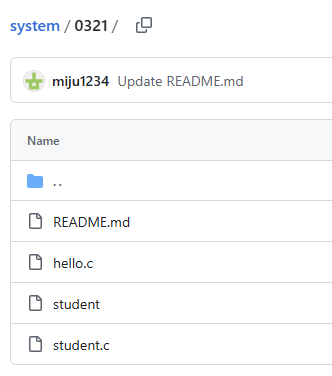 system / 0321 /
miju1234 Update README.md
Name
..
README.md
hello.c
student
student.c